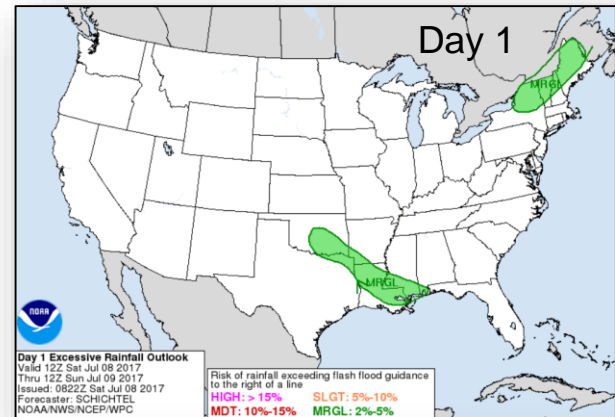 Day 1
MRGL
MRGL
NOAA
Day 1 Excessive Rainfall Outlook
Valid 12Z Sat Jul 08 2017
Thru 12Z Sun Jul 09 2017
Issued: 0822Z Sat Jul 08 2017
Forecaster: SCHICHTEL
NOAA/NWS/NCEP/WPC
Risk of rainfall exceeding flash flood guidance
to the right of a line
HIGH: > 15% SLGT: 5%-10%
MDT: 10%-15% MRGL: 2%-5%